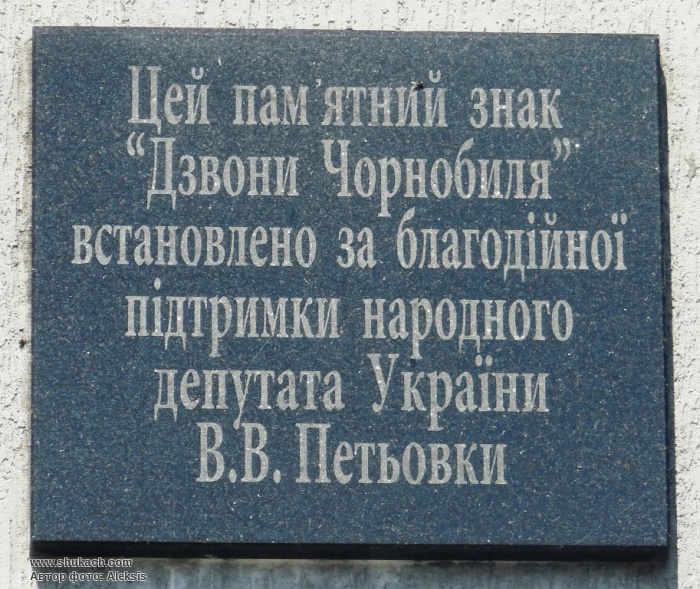 Цей пам'ятний знак
“Дзвони Чорнобиля”
встановлено за благодійної
підтримки народного
депутата України
В.В. Петьовки
www.shukach.com
Автор фото: Aleksis